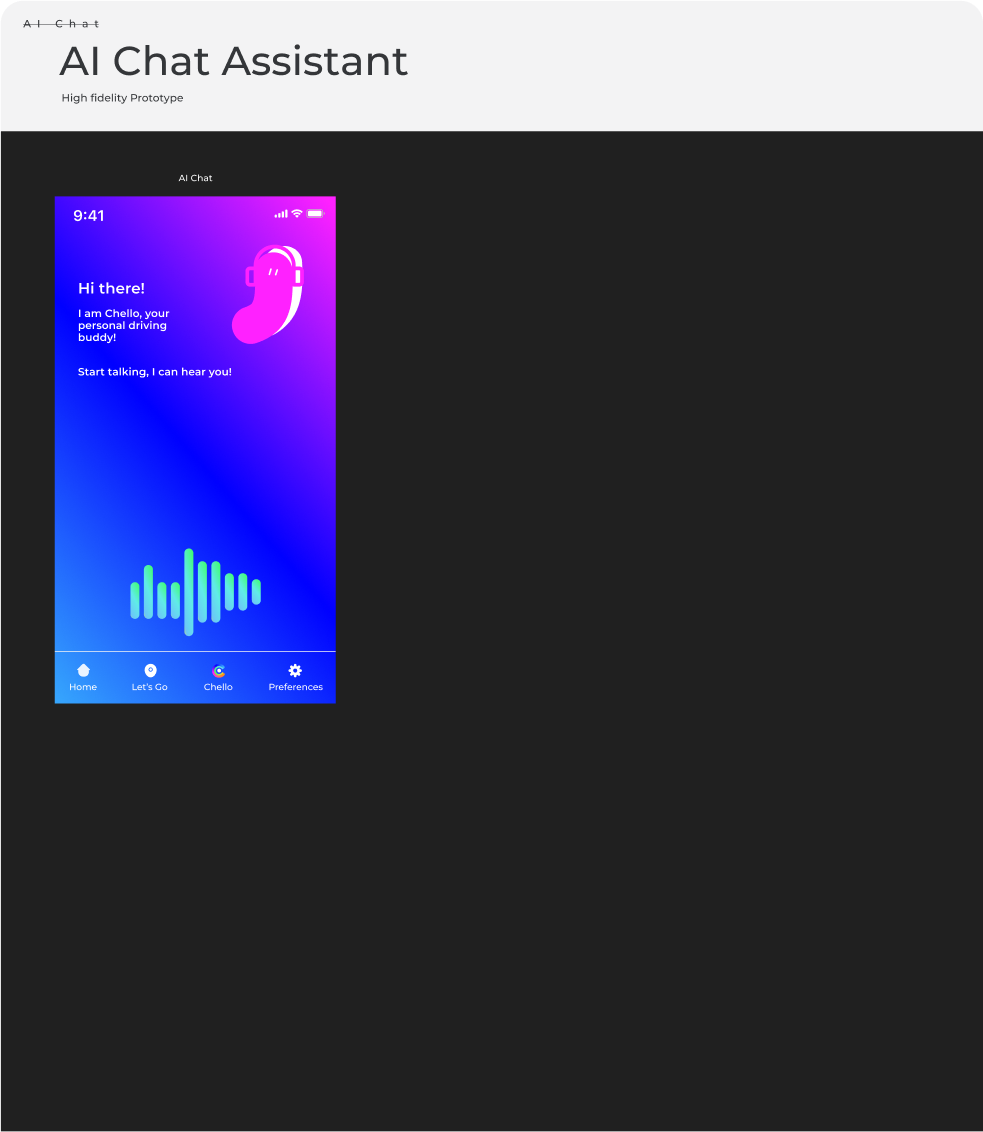 AI Chat
AI Chat Assistant
High fidelity Prototype
AI Chat
9:41
Hi there!
I am Chello, your
personal driving
buddy!
Start talking, I can hear you!
Home
Let's Go
Chello
Preferences